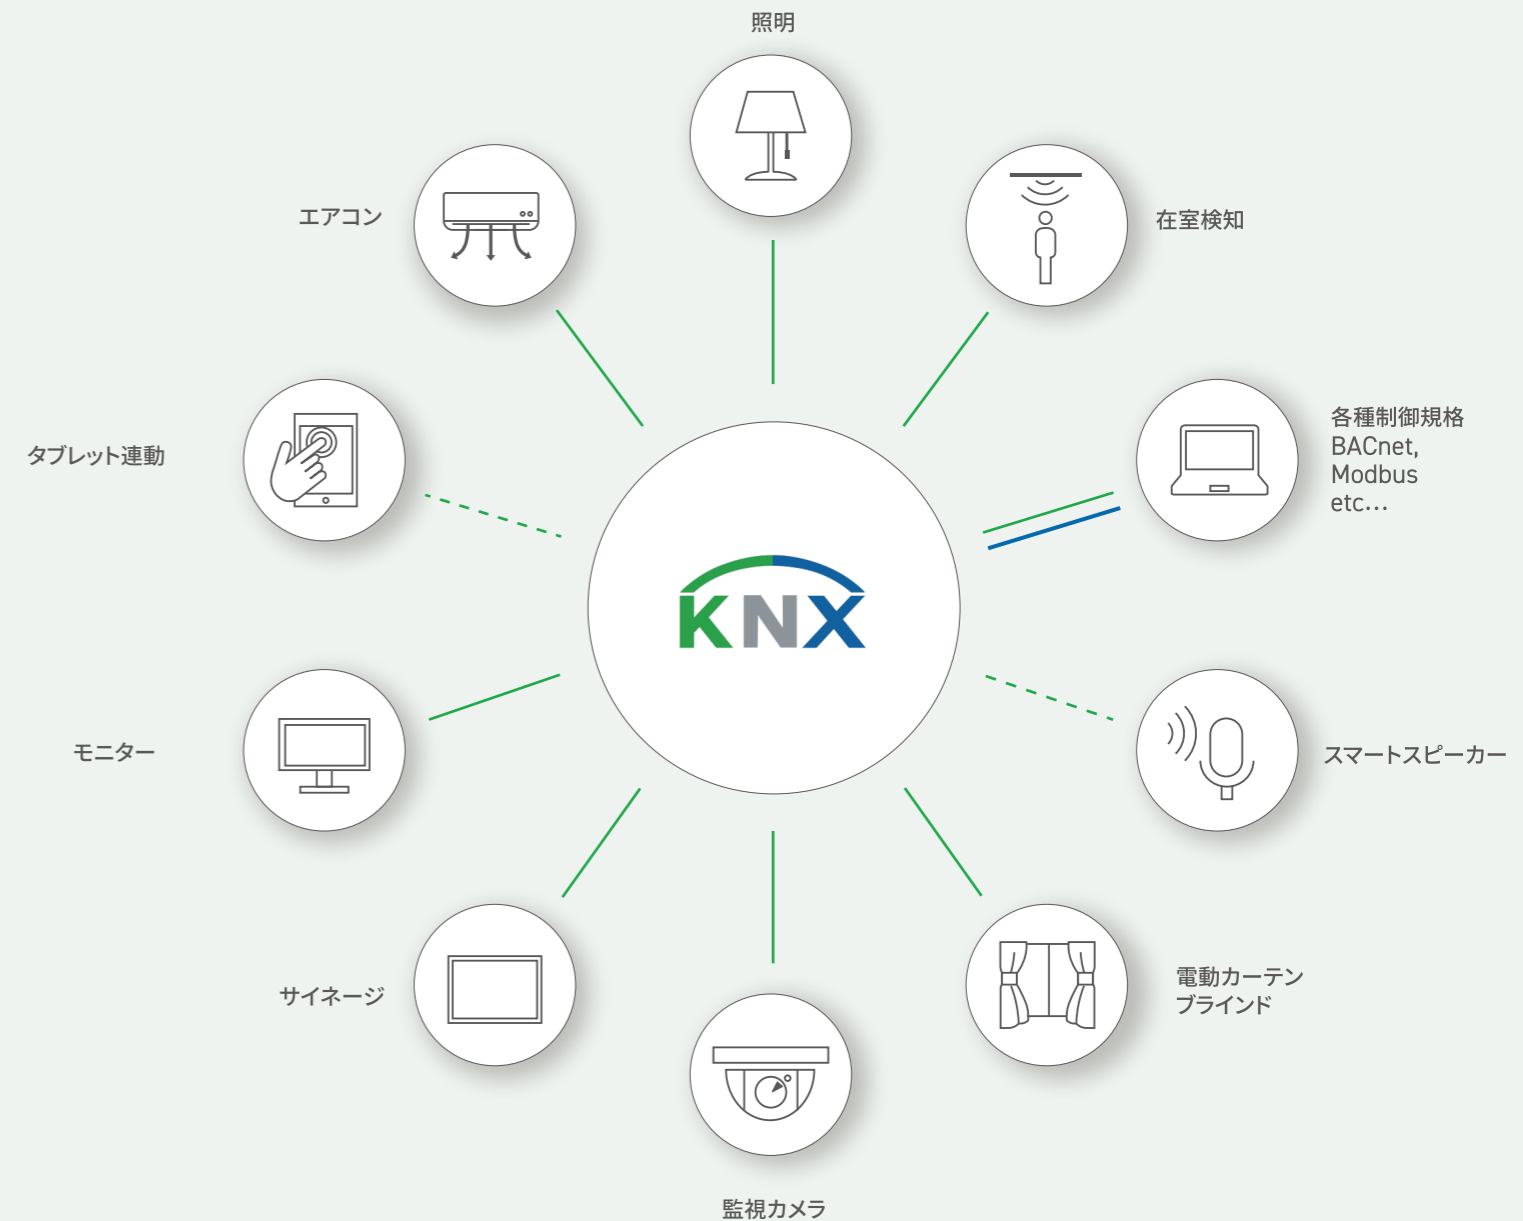 照明
エアコン
在室検知
各種制御規格
BACnet,
Modbus
etc…
タブレット連動
KNX
モニター
スマートスピーカー
サイネージ
電動カーテン
ブラインド
監視カメラ